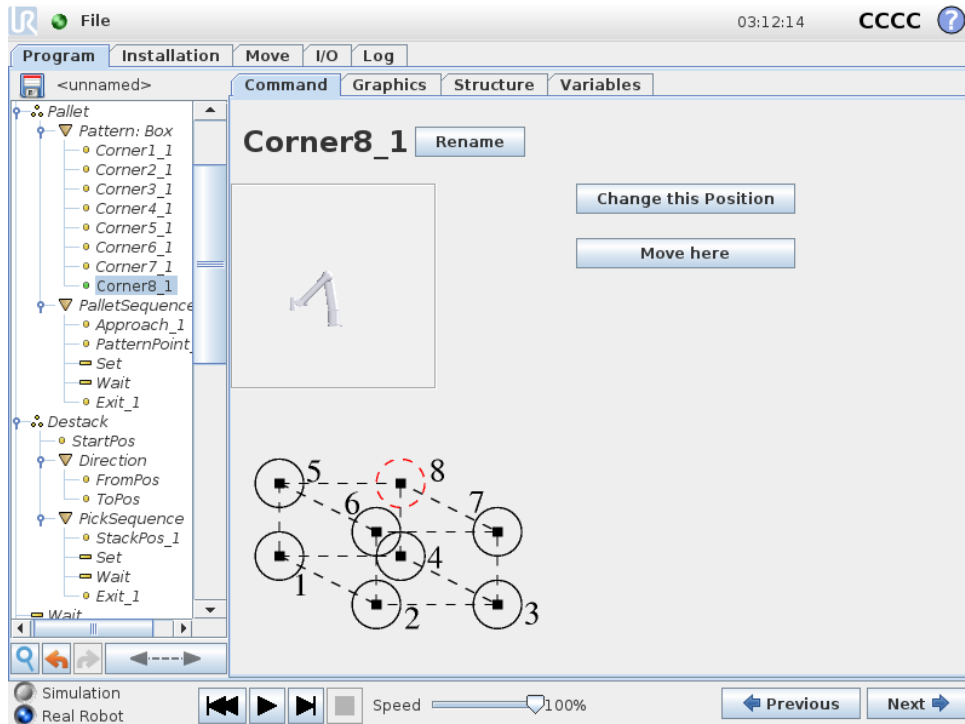 UR File 03:12:14 CCCC ?
Program Installation Move I/O Log
<unnamed> Command Graphics Structure Variables
Pallet
Pattern: Box
Corner1_1
Corner2_1
Corner3_1
Corner4_1
Corner5_1
Corner6_1
Corner7_1
Corner8_1
PalletSequence
Approach_1
PatternPoint_
Set
Wait
Exit_1
Destack
StartPos
Direction
FromPos
ToPos
PickSequence
StackPos_1
Set
Wait
Exit_1
Wait
Corner8_1 Rename
Change this Position
Move here
5 8
6 7
1 4
2 3
Simulation
Real Robot
Speed 100%
Previous Next